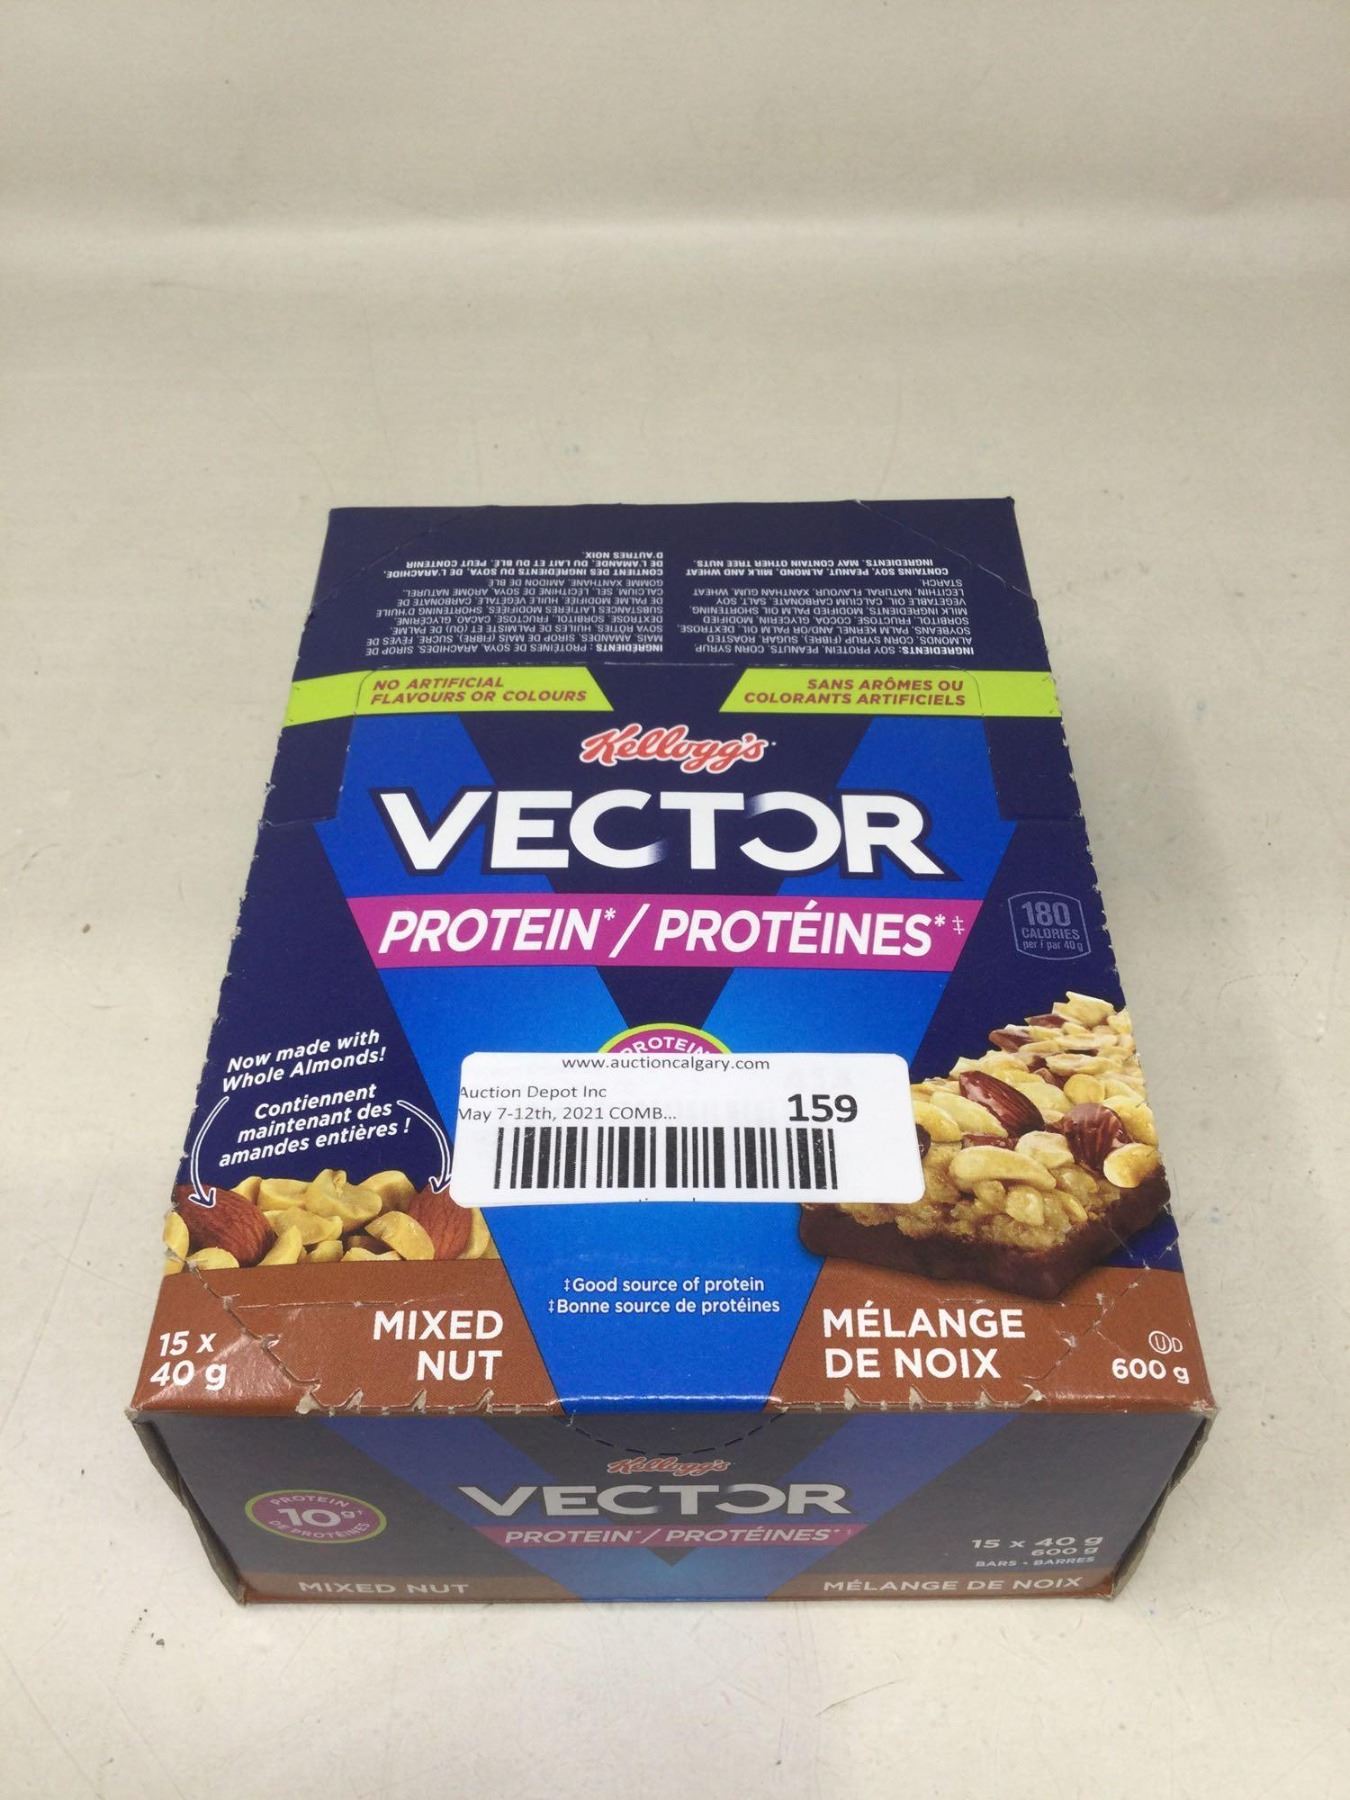 INGREDIENTS : PROTÉINES DE SOYA, ARACHIDES, SIROP DE
MAIS, AMANDES, SIROP DE MAIS (FIBRE), SUCRE, FÈVES DE
SOYA RÔTIES, HUILES DE PALMISTE ET (OU) DE PALME,
DEXTROSE, SORBITOL, FRUCTOSE, CACAO, GLYCÉRINE,
SUBSTANCES LAITIÈRES MODIFIÉES, SHORTENING D'HUILE
DE PALME MODIFIÉE, HUILE VÉGÉTALE, CARBONATE DE
CALCIUM, SEL, LÉCITHINE DE SOYA, ARÔME NATUREL,
GOMME XANTHANE, AMIDON DE BLÉ
CONTIENT DES INGRÉDIENTS DU SOYA, DE L'ARACHIDE,
DE L'AMANDE, DU LAIT ET DU BLÉ. PEUT CONTENIR
D'AUTRES NOIX.
INGREDIENTS: SOY PROTEIN, PEANUTS, CORN SYRUP,
ALMONDS, CORN SYRUP (FIBRE), SUGAR, ROASTED
SOYBEANS, PALM KERNEL AND/OR PALM OIL, DEXTROSE,
SORBITOL, FRUCTOSE, COCOA, GLYCERIN, MODIFIED
MILK INGREDIENTS, MODIFIED PALM OIL SHORTENING,
VEGETABLE OIL, CALCIUM CARBONATE, SALT, SOY
LECITHIN, NATURAL FLAVOUR, XANTHAN GUM, WHEAT
STARCH.
CONTAINS SOY, PEANUT, ALMOND, MILK AND WHEAT
INGREDIENTS. MAY CONTAIN OTHER TREE NUTS.
NO ARTIFICIAL
FLAVOURS OR COLOURS
SANS ARÔMES OU
COLORANTS ARTIFICIELS
Kellogg's
VECTOR
PROTEIN* / PROTÉINES*‡
180
CALORIES
per / par 40 g
Now made with
Whole Almonds!
Contiennent
maintenant des
amandes entières !
PROTEIN
www.auctioncalgary.com
Auction Depot Inc
May 7-12th, 2021 COMB...
159
‡Good source of protein
‡Bonne source de protéines
MIXED
NUT
MÉLANGE
DE NOIX
15 x
40 g
UD
600 g
Kellogg's
VECTOR
PROTEIN* / PROTÉINES*‡
PROTEIN
10 g†
DE PROTÉINES
15 x 40 g
600 g
BARS • BARRES
MIXED NUT
MÉLANGE DE NOIX